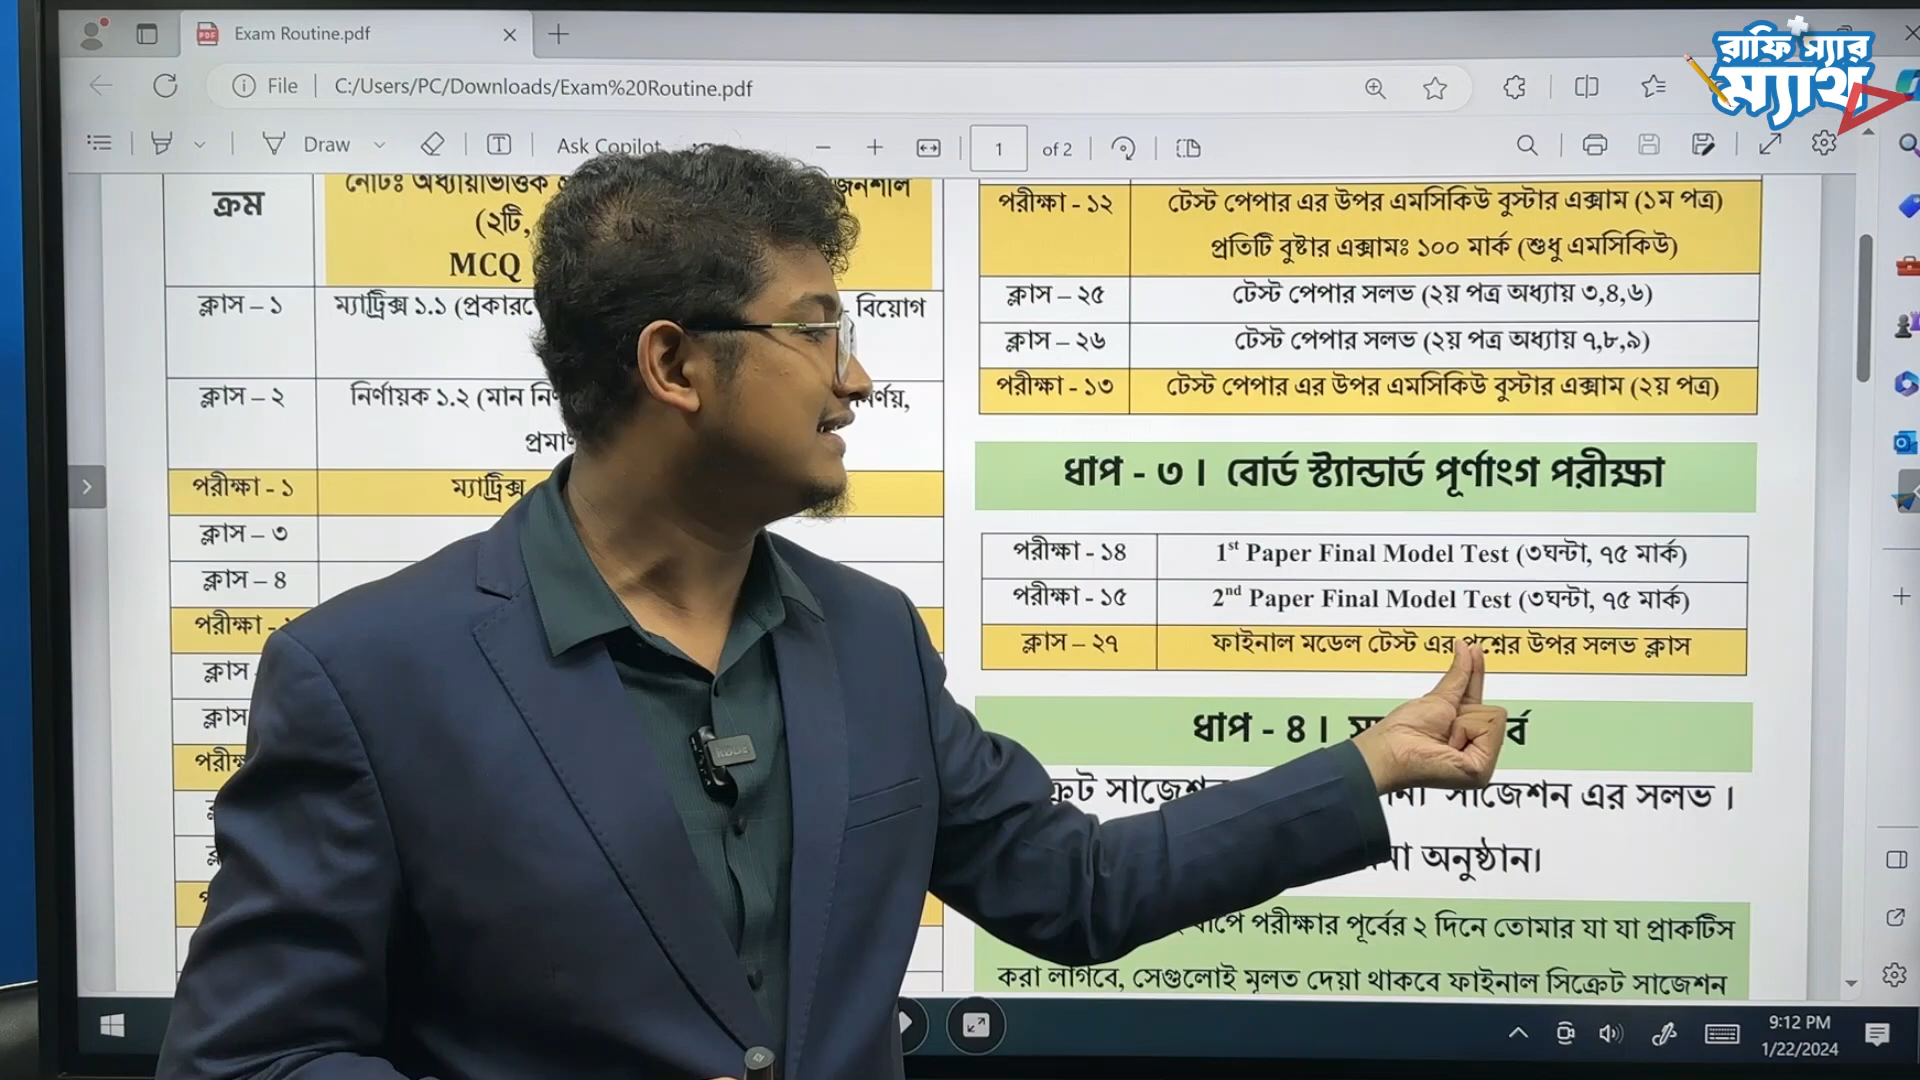 Exam Routine.pdf
রাফি স্যার
ম্যাথ
File
C:/Users/PC/Downloads/Exam%20Routine.pdf
Draw
Ask Copilot
1 of 2
ক্রম
নোটঃ অধ্যায়ভিত্তিক
(২টি,
MCQ
ক্লাস – ১
ম্যাট্রিক্স ১.১
বিয়োগ
ক্লাস – ২
নির্ণায়ক ১.২ (মান
পরীক্ষা - ১
ম্যাট্রিক্স
ক্লাস – ৩
ক্লাস – ৪
পরীক্ষা -
ক্লাস
ক্লাস
পরীক্ষা - ১২
টেস্ট পেপার এর উপর এমসিকিউ বুস্টার এক্সাম (১ম পত্র)
প্রতিটি বুষ্টার এক্সামঃ ১০০ মার্ক (শুধু এমসিকিউ)
ক্লাস – ২৫
টেস্ট পেপার সলভ (২য় পত্র অধ্যায় ৩,৪,৬)
ক্লাস – ২৬
টেস্ট পেপার সলভ (২য় পত্র অধ্যায় ৭,৮,৯)
পরীক্ষা - ১৩
টেস্ট পেপার এর উপর এমসিকিউ বুস্টার এক্সাম (২য় পত্র)
ধাপ - ৩। বোর্ড স্ট্যান্ডার্ড পূর্ণাংগ পরীক্ষা
পরীক্ষা - ১৪
1st Paper Final Model Test (৩ঘন্টা, ৭৫ মার্ক)
পরীক্ষা - ১৫
2nd Paper Final Model Test (৩ঘন্টা, ৭৫ মার্ক)
ক্লাস – ২৭
ফাইনাল মডেল টেস্ট এর প্রশ্নের উপর সলভ ক্লাস
ধাপ - ৪।
সাজেশন এর সলভ।
অনুষ্ঠান।
পরীক্ষার পূর্বের ২ দিনে তোমার যা যা প্রাকটিস
করা লাগবে, সেগুলোই মূলত দেয়া থাকবে ফাইনাল সিক্রেট সাজেশন
9:12 PM
1/22/2024